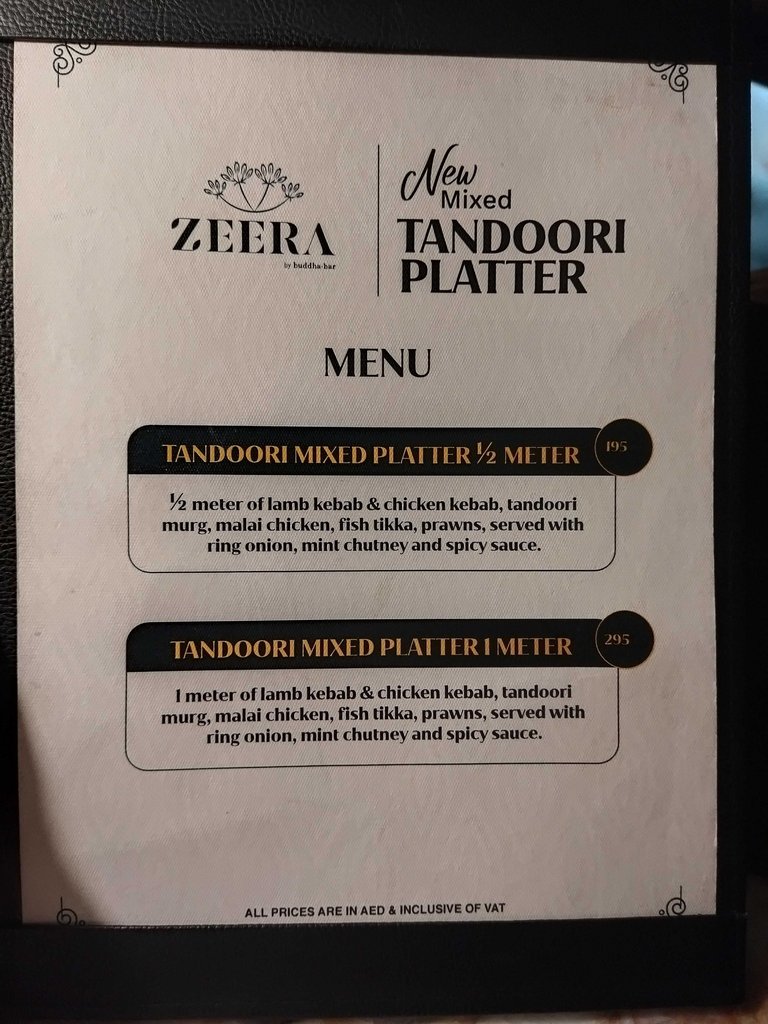 ZEERA
by buddha-bar
New
Mixed
TANDOORI
PLATTER
MENU
TANDOORI MIXED PLATTER ½ METER
195
½ meter of lamb kebab & chicken kebab, tandoori
murg, malai chicken, fish tikka, prawns, served with
ring onion, mint chutney and spicy sauce.
TANDOORI MIXED PLATTER 1 METER
295
1 meter of lamb kebab & chicken kebab, tandoori
murg, malai chicken, fish tikka, prawns, served with
ring onion, mint chutney and spicy sauce.
ALL PRICES ARE IN AED & INCLUSIVE OF VAT